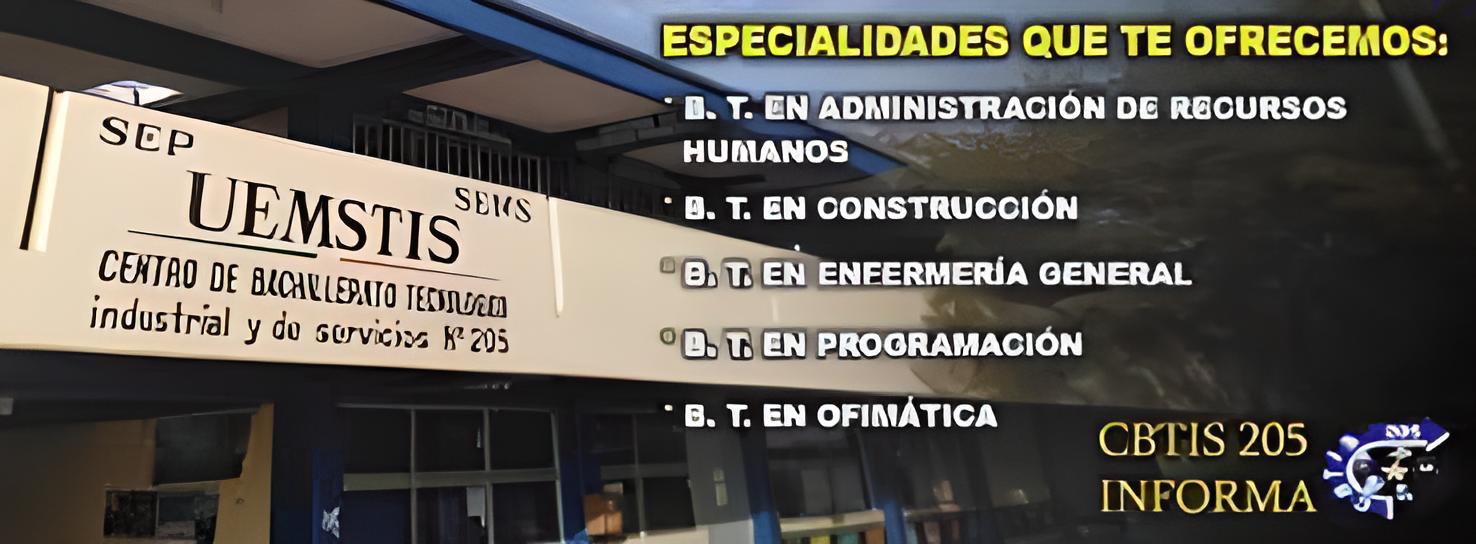 SEP
UEMSTIS
SEMS
CENTRO DE BACHILLERATO TECNOLOGICO
industrial y de servicios Nº 205
ESPECIALIDADES QUE TE OFRECEMOS:
B. T. EN ADMINISTRACIÓN DE RECURSOS
HUMANOS
B. T. EN CONSTRUCCIÓN
B. T. EN ENFERMERÍA GENERAL
B. T. EN PROGRAMACIÓN
B. T. EN OFIMÁTICA
CBTIS 205
INFORMA